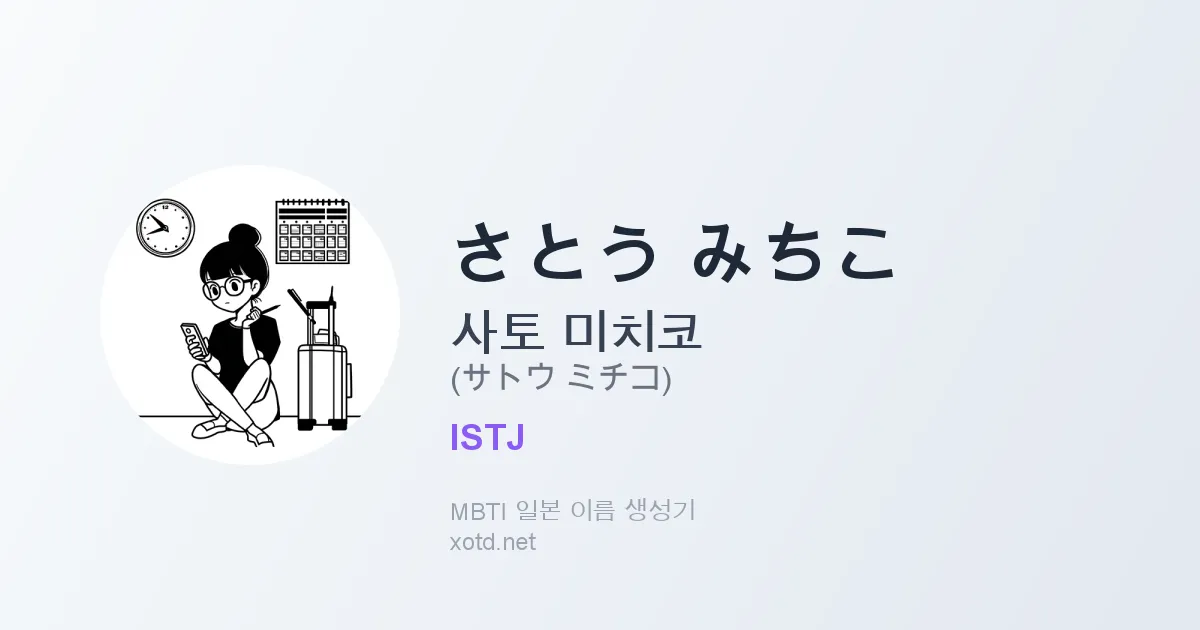 12
さとう みちこ
사토 미치코
(サトウ ミチコ)
ISTJ
MBTI 일본 이름 생성기
xotd.net